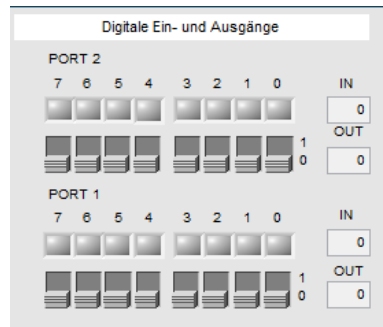 Digitale Ein- und Ausgänge
PORT 2
7 6 5 4 3 2 1 0 IN
0
OUT
1
0 0
PORT 1
7 6 5 4 3 2 1 0 IN
0
OUT
1
0 0